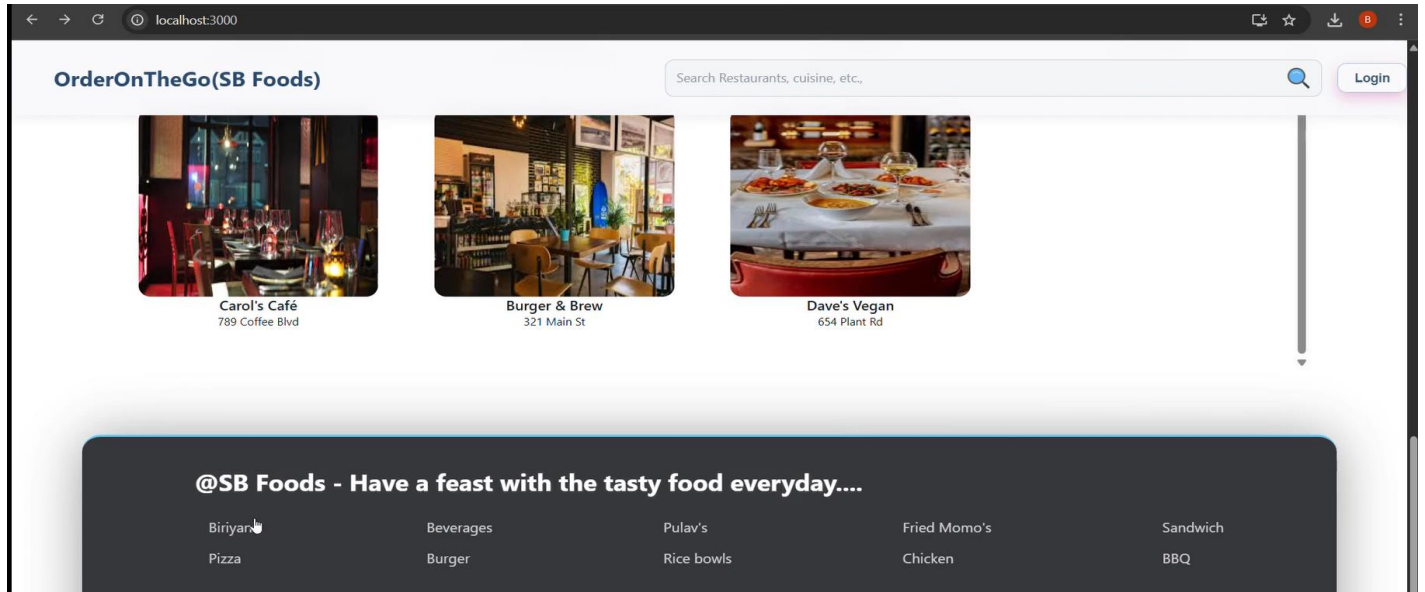 localhost:3000
B
OrderOnTheGo(SB Foods)
Search Restaurants, cuisine, etc.,
Login
Carol's Café
789 Coffee Blvd
Burger & Brew
321 Main St
Dave's Vegan
654 Plant Rd
@SB Foods - Have a feast with the tasty food everyday....
Beverages
Pulav's
Fried Momo's
Sandwich
Pizza
Burger
Rice bowls
Chicken
BBQ